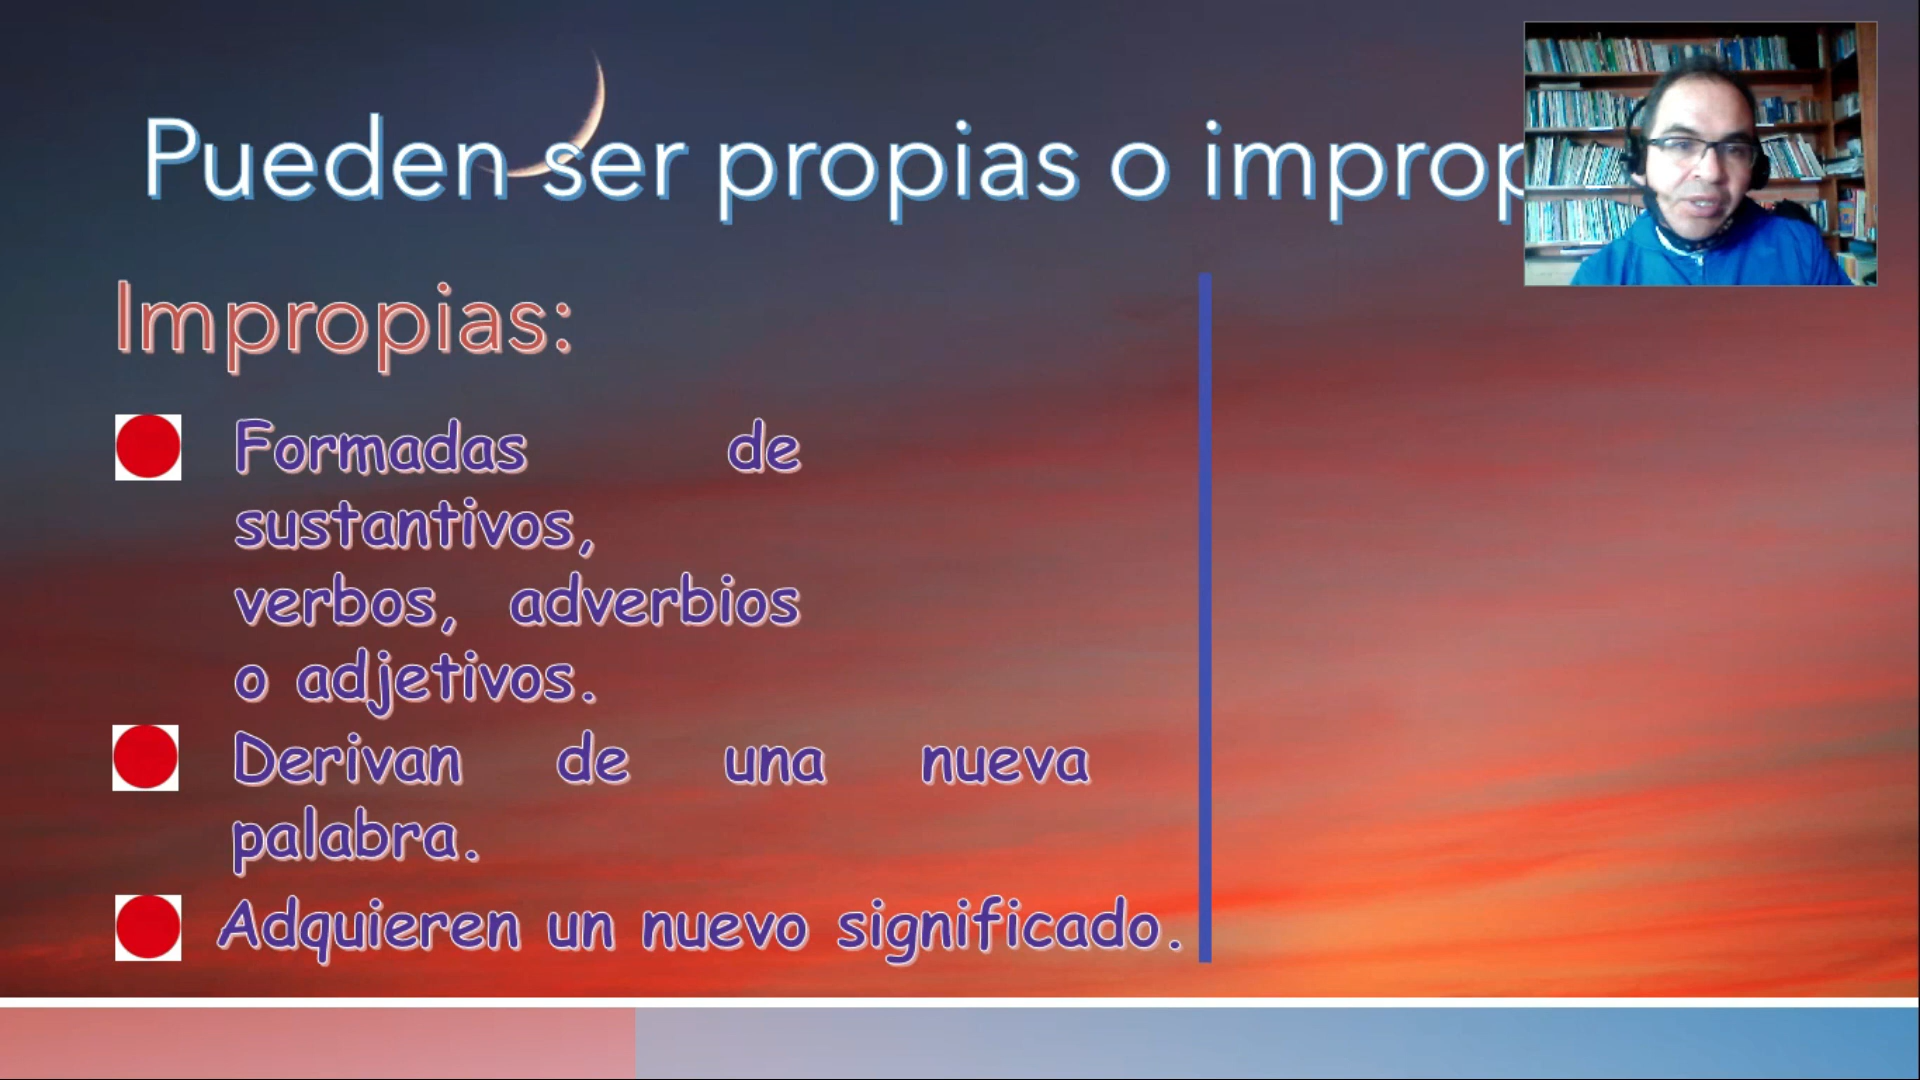 Pueden ser propias o improp
Impropias:
Formadas de
sustantivos,
verbos, adverbios
o adjetivos.
Derivan de una nueva
palabra.
Adquieren un nuevo significado.